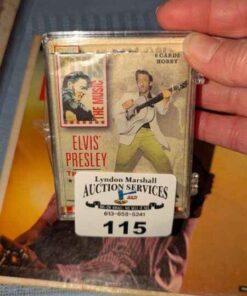 6 CARDS
HOBBY
THE MUSIC
ELVIS
PRESLEY
Lyndon Marshall
AUCTION SERVICES
613-658-5241
115